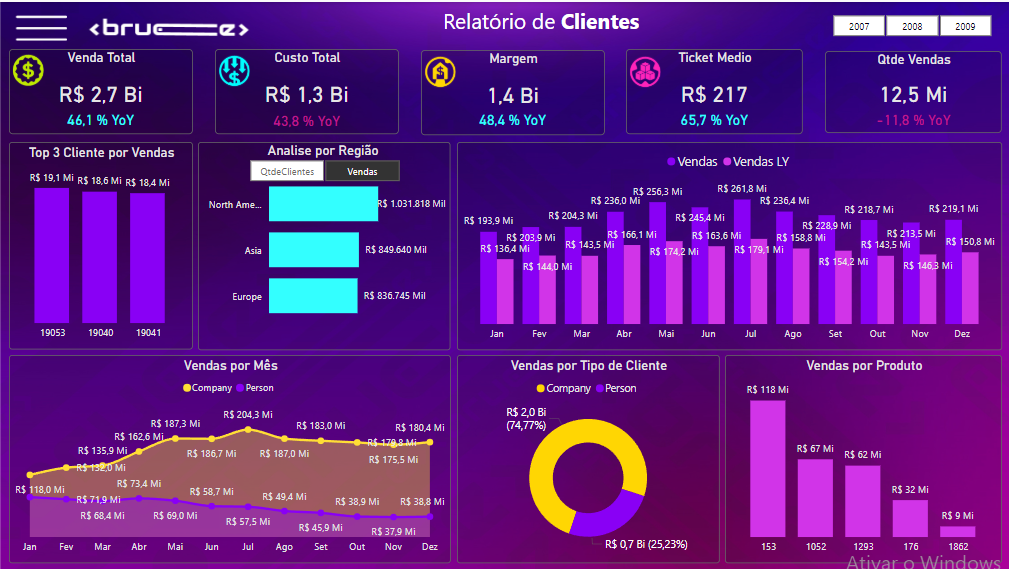 <bruce>
Relatório de Clientes
2007 2008 2009
Venda Total
R$ 2,7 Bi
46,1 % YoY
Custo Total
R$ 1,3 Bi
43,8 % YoY
Margem
1,4 Bi
48,4 % YoY
Ticket Medio
R$ 217
65,7 % YoY
Qtde Vendas
12,5 Mi
-11,8 % YoY
Top 3 Cliente por Vendas
R$ 19,1 Mi R$ 18,6 Mi R$ 18,4 Mi
19053 19040 19041
Analise por Região
QtdeClientes Vendas
North Ame... R$ 1.031.818 Mil
Asia R$ 849.640 Mil
Europe R$ 836.745 Mil
Vendas Vendas LY
R$ 193,9 Mi R$ 203,9 Mi R$ 204,3 Mi R$ 236,0 Mi R$ 256,3 Mi R$ 245,4 Mi R$ 261,8 Mi R$ 236,4 Mi R$ 228,9 Mi R$ 218,7 Mi R$ 213,5 Mi R$ 219,1 Mi
R$ 136,4 Mi R$ 144,0 Mi R$ 143,5 Mi R$ 166,1 Mi R$ 174,2 Mi R$ 163,6 Mi R$ 179,1 Mi R$ 158,8 Mi R$ 154,2 Mi R$ 143,5 Mi R$ 146,3 Mi R$ 150,8 Mi
Jan Fev Mar Abr Mai Jun Jul Ago Set Out Nov Dez
Vendas por Mês
Company Person
R$ 118,0 Mi R$ 132,0 Mi R$ 135,9 Mi R$ 162,6 Mi R$ 187,3 Mi R$ 186,7 Mi R$ 204,3 Mi R$ 187,0 Mi R$ 183,0 Mi R$ 179,8 Mi R$ 175,5 Mi R$ 180,4 Mi
R$ 71,9 Mi R$ 68,4 Mi R$ 73,4 Mi R$ 69,0 Mi R$ 58,7 Mi R$ 57,5 Mi R$ 49,4 Mi R$ 45,9 Mi R$ 38,9 Mi R$ 37,9 Mi R$ 38,8 Mi
Jan Fev Mar Abr Mai Jun Jul Ago Set Out Nov Dez
Vendas por Tipo de Cliente
Company Person
R$ 2,0 Bi
(74,77%)
R$ 0,7 Bi (25,23%)
Vendas por Produto
R$ 118 Mi R$ 67 Mi R$ 62 Mi R$ 32 Mi R$ 9 Mi
153 1052 1293 176 1862
Ativar o Windows